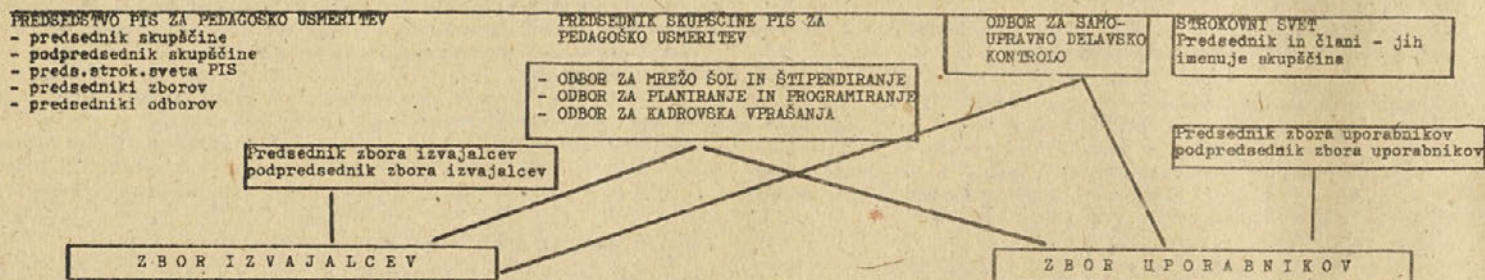 PREDSEDSTVO PIS ZA PEDAGOŠKO USMERITEV
- predsednik skupščine
- podpredsednik skupščine
- preds.strok.sveta PIS
- predsedniki zborov
- predsedniki odborov
PREDSEDNIK SKUPŠČINE PIS ZA
PEDAGOŠKO USMERITEV
- ODBOR ZA MREŽO ŠOL IN ŠTIPENDIRANJE
- ODBOR ZA PLANIRANJE IN PROGRAMIRANJE
- ODBOR ZA KADROVSKA VPRAŠANJA
ODBOR ZA SAMO-
UPRAVNO DELAVSKO
KONTROLO
STROKOVNI SVET
Predsednik in člani - jih
imenuje skupščina
Predsednik zbora izvajalcev
podpredsednik zbora izvajalcev
Predsednik zbora uporabnikov
podpredsednik zbora uporabnikov
Z B O R I Z V A J A L C E V
Z B O R U P O R A B N I K O V